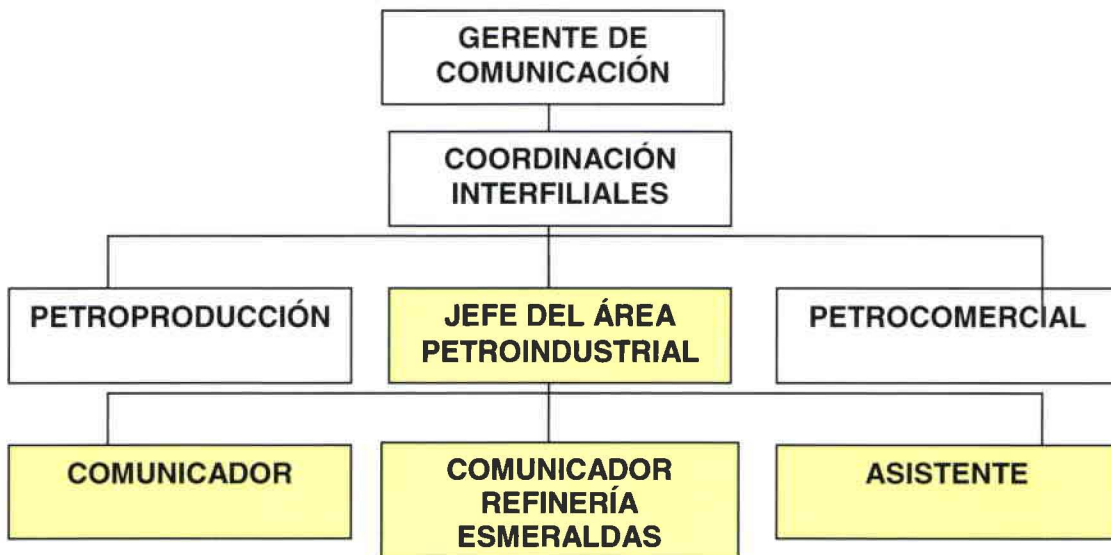 GERENTE DE
COMUNICACIÓN
COORDINACIÓN
INTERFILIALES
PETROPRODUCCIÓN
JEFE DEL ÁREA
PETROINDUSTRIAL
PETROCOMERCIAL
COMUNICADOR
COMUNICADOR
REFINERÍA
ESMERALDAS
ASISTENTE